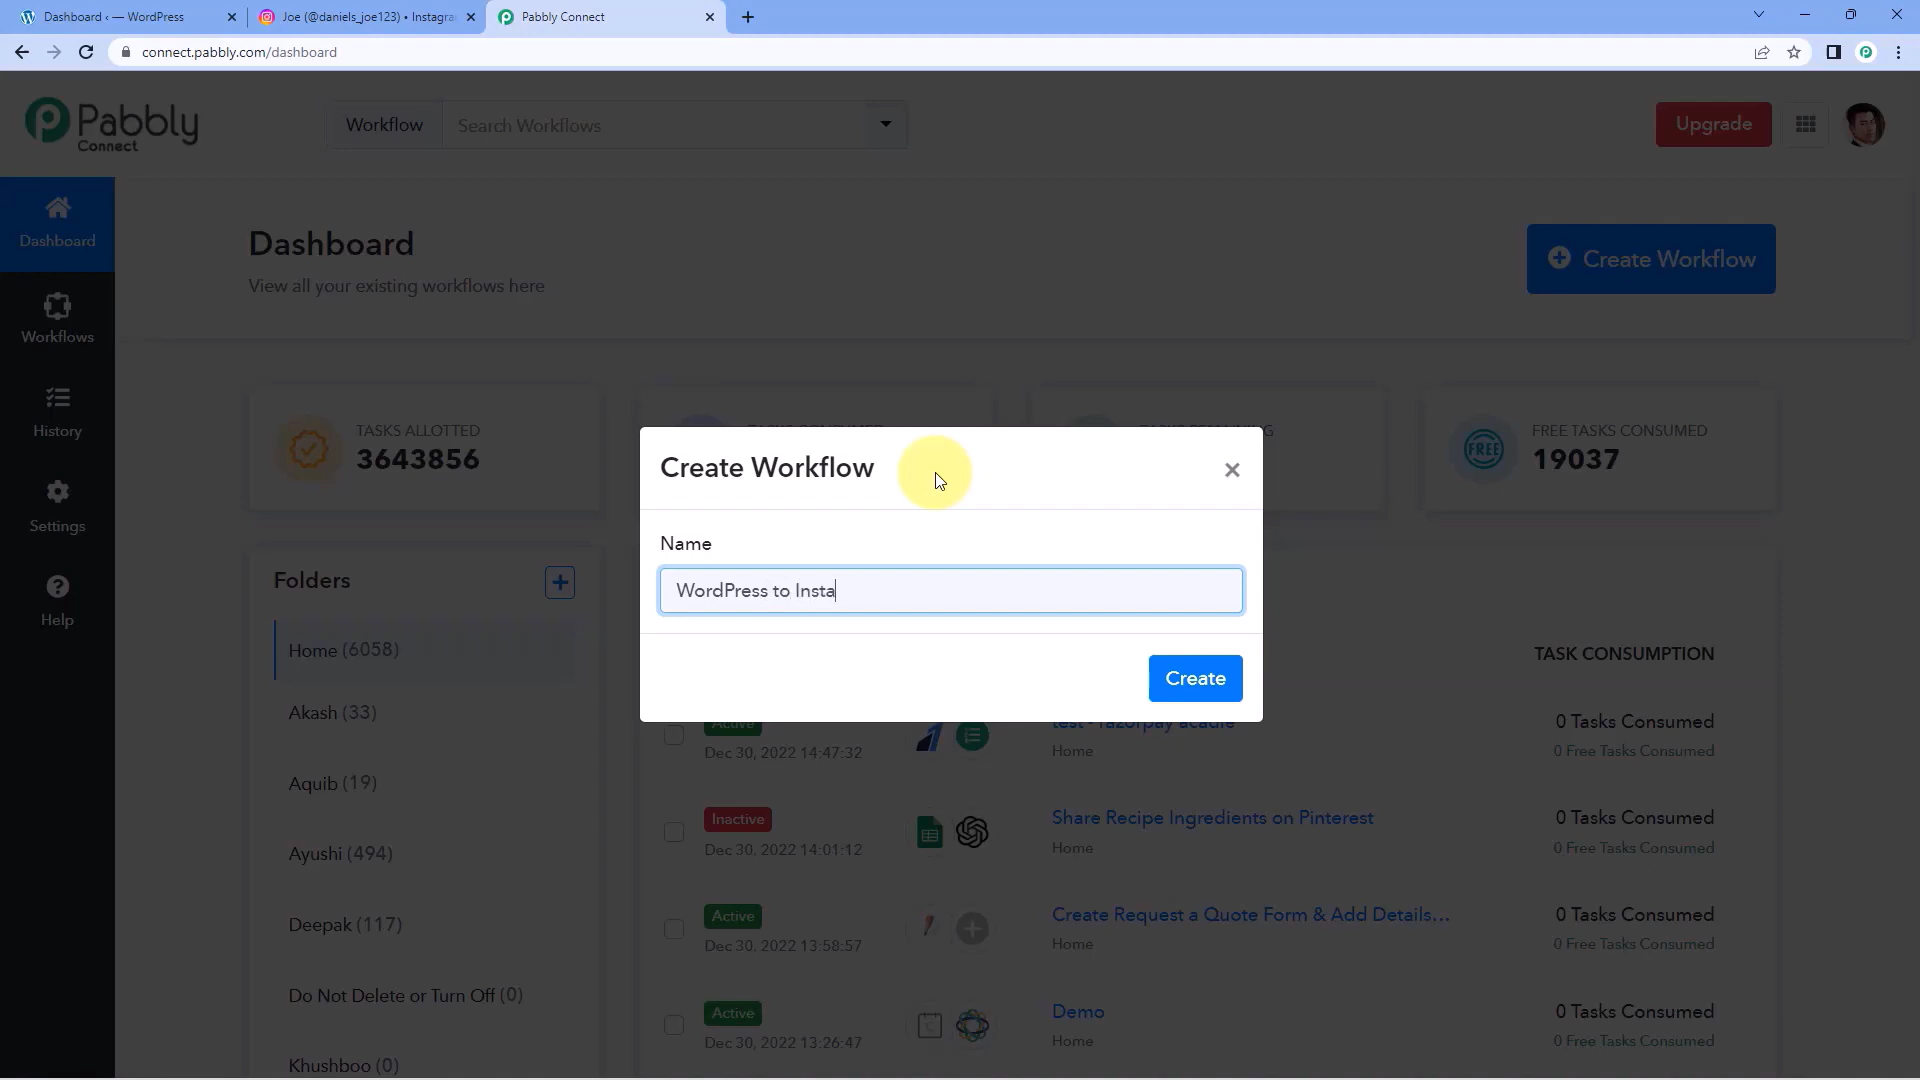 Dashboard ‹ — WordPress
Joe (@daniels_joe123) • Instagra
Pabbly Connect
connect.pabbly.com/dashboard
Pabbly
Connect
Workflow
Search Workflows
Upgrade
Dashboard
Workflows
History
Settings
Help
Dashboard
View all your existing workflows here
Create Workflow
TASKS ALLOTTED
3643856
FREE TASKS CONSUMED
19037
FREE
Create Workflow
×
Name
WordPress to Insta
Create
Folders
Home (6058)
Akash (33)
Aquib (19)
Ayushi (494)
Deepak (117)
Do Not Delete or Turn Off (0)
Khushboo (0)
TASK CONSUMPTION
Active
Dec 30, 2022 14:47:32
test - razorpay acadle
Home
0 Tasks Consumed
0 Free Tasks Consumed
Inactive
Dec 30, 2022 14:01:12
Share Recipe Ingredients on Pinterest
Home
0 Tasks Consumed
0 Free Tasks Consumed
Active
Dec 30, 2022 13:58:57
Create Request a Quote Form & Add Details...
Home
0 Tasks Consumed
0 Free Tasks Consumed
Active
Dec 30, 2022 13:26:47
Demo
Home
0 Tasks Consumed
0 Free Tasks Consumed